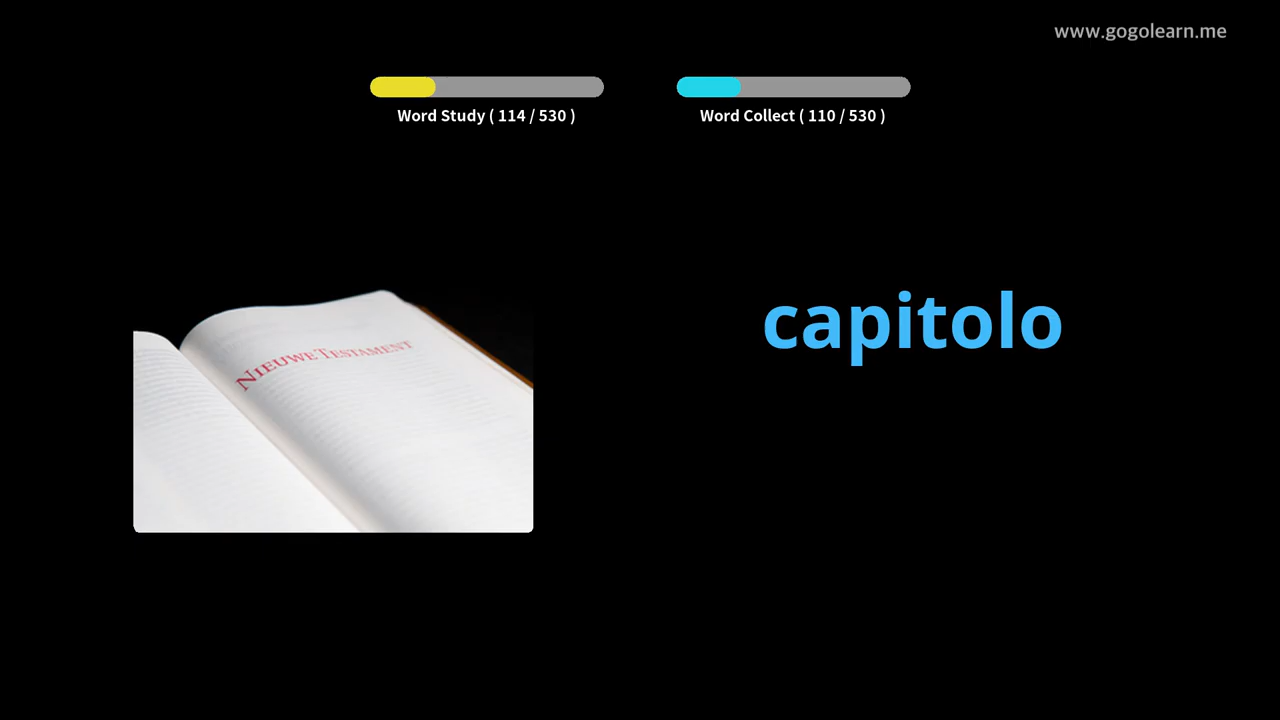 www.gogolearn.me
Word Study ( 114 / 530 )
Word Collect ( 110 / 530 )
capitolo
NIEUWE TESTAMENT